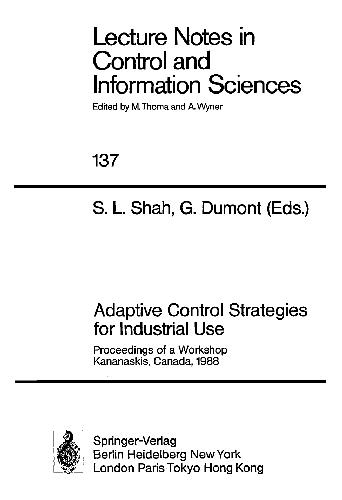 Lecture Notes in
Control and
Information Sciences
Edited by M. Thoma and A. Wyner
137
S. L. Shah, G. Dumont (Eds.)
Adaptive Control Strategies
for Industrial Use
Proceedings of a Workshop
Kananaskis, Canada, 1988
Springer-Verlag
Berlin Heidelberg New York
London Paris Tokyo Hong Kong